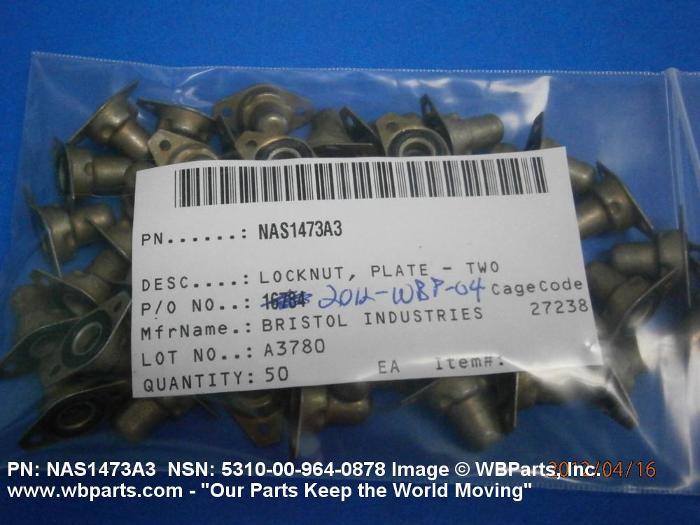 PN......: NAS1473A3
DESC....: LOCKNUT, PLATE - TWO
P/O NO..: 16784 2012-WBP-04 CageCode
MfrName.: BRISTOL INDUSTRIES 27238
LOT NO..: A3780
QUANTITY: 50 EA Item#:
2012/04/16
PN: NAS1473A3 NSN: 5310-00-964-0878 Image © WBParts, Inc.
www.wbparts.com - "Our Parts Keep the World Moving"